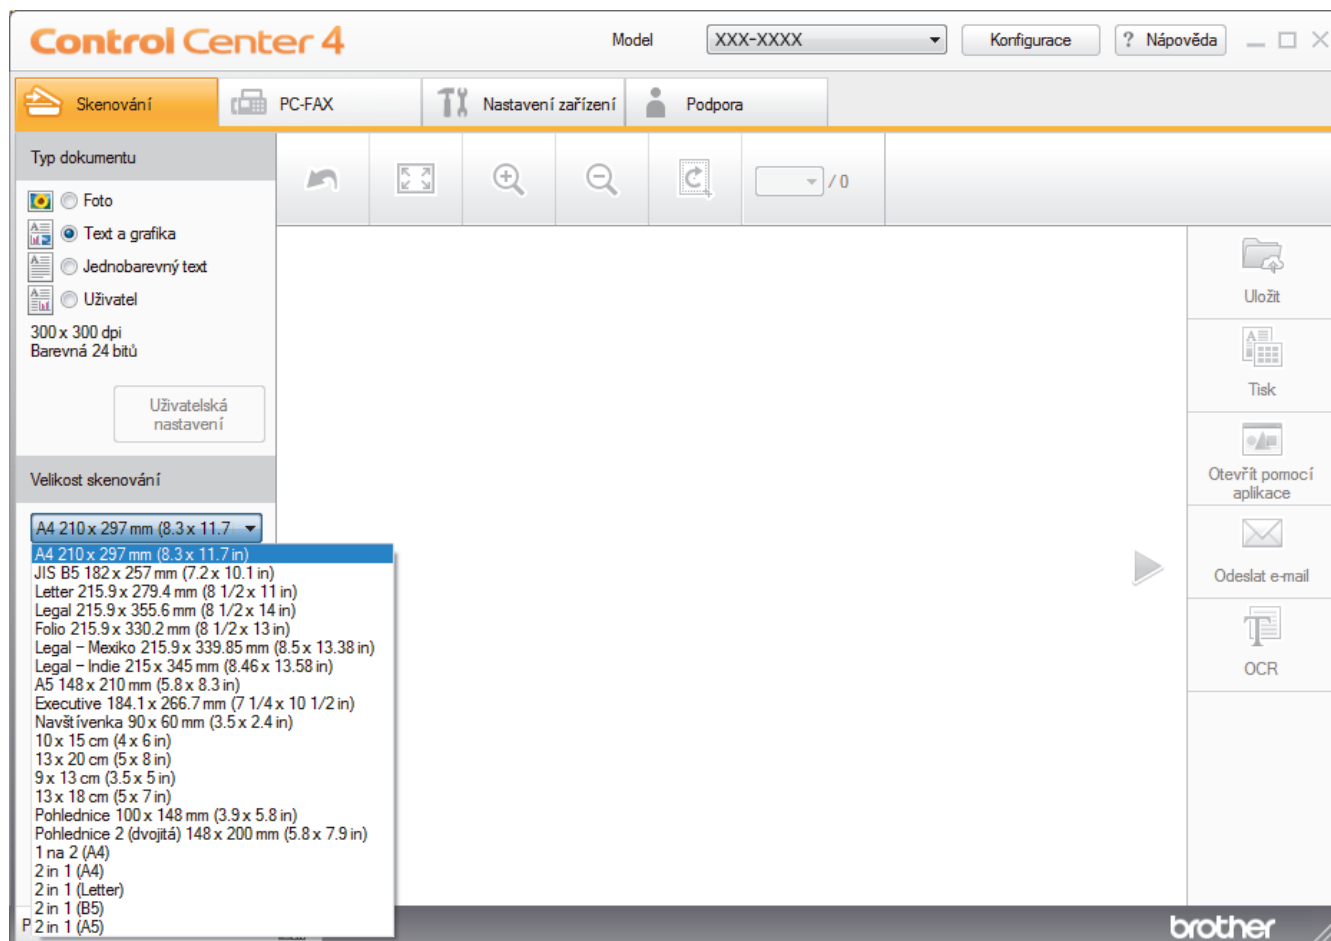 Control Center 4
Model
XXX-XXXX
Konfigurace
? Nápověda
Skenování
PC-FAX
Nastavení zařízení
Podpora
Typ dokumentu
Foto
Text a grafika
Jednobarevný text
Uživatel
300 x 300 dpi
Barevná 24 bitů
Uživatelská
nastavení
/ 0
Velikost skenování
A4 210 x 297 mm (8.3 x 11.7
A4 210 x 297 mm (8.3 x 11.7 in)
JIS B5 182 x 257 mm (7.2 x 10.1 in)
Letter 215.9 x 279.4 mm (8 1/2 x 11 in)
Legal 215.9 x 355.6 mm (8 1/2 x 14 in)
Folio 215.9 x 330.2 mm (8 1/2 x 13 in)
Legal – Mexiko 215.9 x 339.85 mm (8.5 x 13.38 in)
Legal – Indie 215 x 345 mm (8.46 x 13.58 in)
A5 148 x 210 mm (5.8 x 8.3 in)
Executive 184.1 x 266.7 mm (7 1/4 x 10 1/2 in)
Navštívenka 90 x 60 mm (3.5 x 2.4 in)
10 x 15 cm (4 x 6 in)
13 x 20 cm (5 x 8 in)
9 x 13 cm (3.5 x 5 in)
13 x 18 cm (5 x 7 in)
Pohlednice 100 x 148 mm (3.9 x 5.8 in)
Pohlednice 2 (dvojitá) 148 x 200 mm (5.8 x 7.9 in)
1 na 2 (A4)
2 in 1 (A4)
2 in 1 (Letter)
2 in 1 (B5)
2 in 1 (A5)
Uložit
Tisk
Otevřít pomocí
aplikace
Odeslat e-mail
OCR
brother